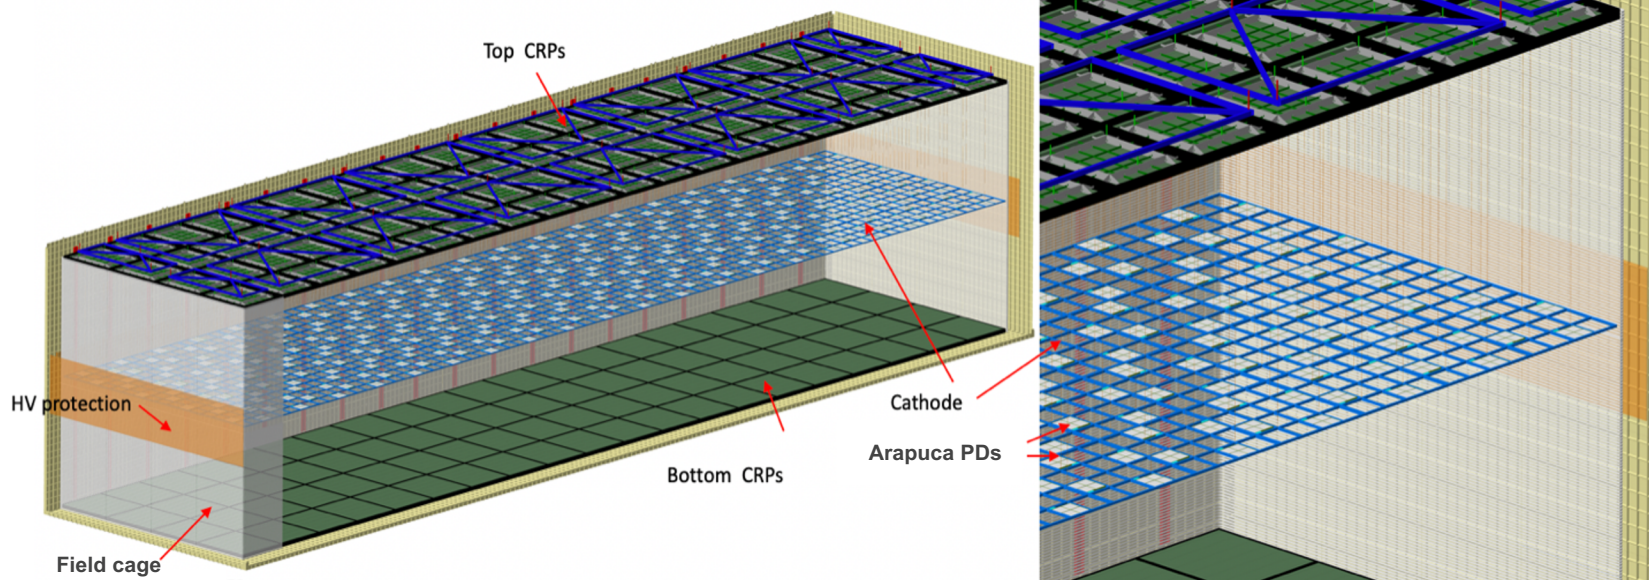 Top CRPs
HV protection
Cathode
Arapuca PDs
Bottom CRPs
Field cage